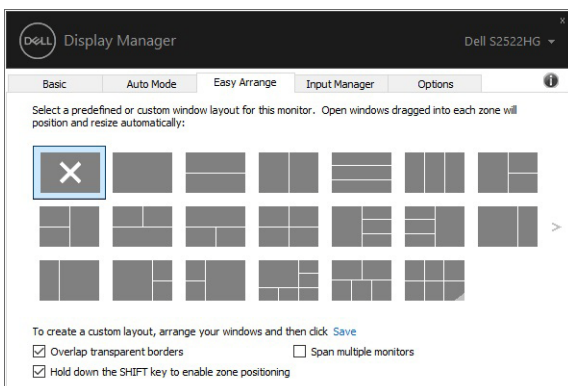 DELL Display Manager Dell S2522HG
Basic Auto Mode Easy Arrange Input Manager Options
Select a predefined or custom window layout for this monitor. Open windows dragged into each zone will
position and resize automatically:
To create a custom layout, arrange your windows and then click Save
Overlap transparent borders Span multiple monitors
Hold down the SHIFT key to enable zone positioning